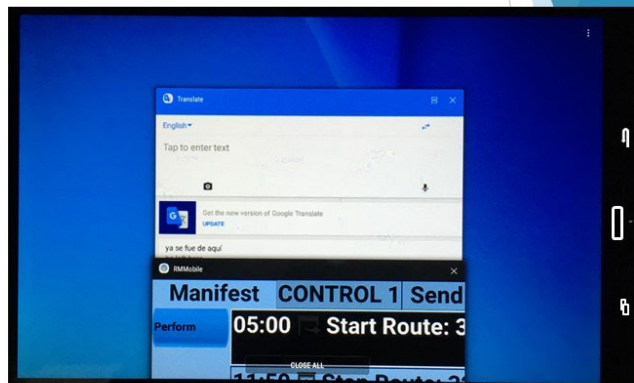 Translate
English
Tap to enter text
Get the new version of Google Translate
UPDATE
ya se fue de aquí
RMMobile
Manifest CONTROL 1 Send
Perform
05:00 Start Route: 3
CLOSE ALL